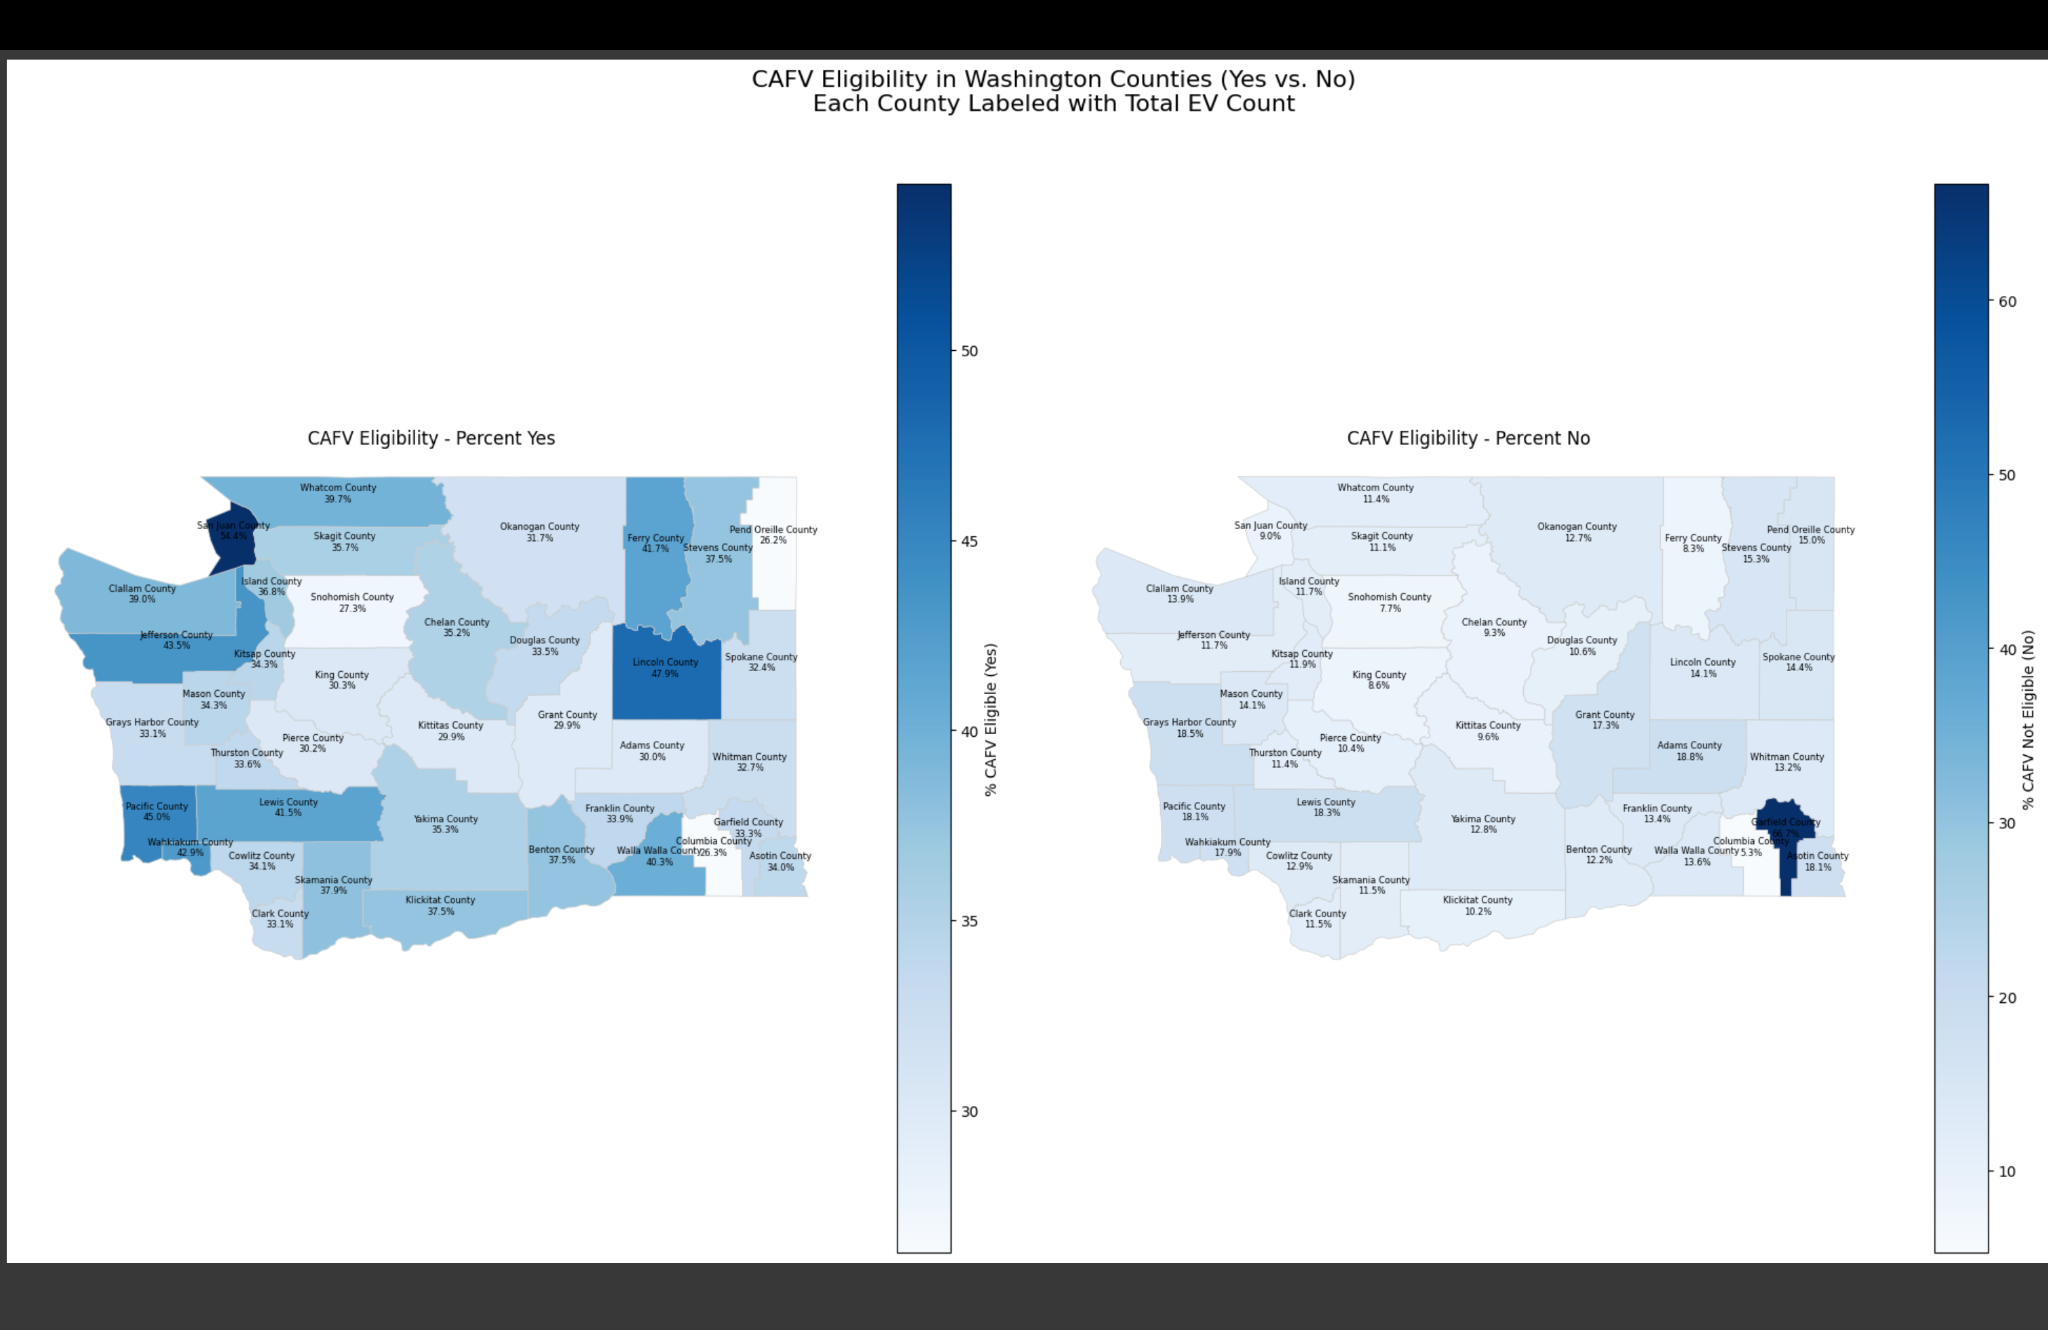 CAFV Eligibility in Washington Counties (Yes vs. No)
Each County Labeled with Total EV Count
CAFV Eligibility - Percent Yes
Whatcom County
39.7%
San Juan County
54.4%
Skagit County
35.7%
Okanogan County
31.7%
Ferry County
41.7%
Stevens County
37.5%
Pend Oreille County
26.2%
Clallam County
39.0%
Island County
36.8%
Snohomish County
27.3%
Jefferson County
43.5%
Chelan County
35.2%
Douglas County
33.5%
Kitsap County
34.3%
Lincoln County
47.9%
Spokane County
32.4%
King County
30.3%
Mason County
34.3%
Grays Harbor County
33.1%
Kittitas County
29.9%
Grant County
29.9%
Pierce County
30.2%
Thurston County
33.6%
Adams County
30.0%
Whitman County
32.7%
Pacific County
45.0%
Lewis County
41.5%
Yakima County
35.3%
Franklin County
33.9%
Garfield County
33.3%
Wahkiakum County
42.9%
Cowlitz County
34.1%
Benton County
37.5%
Walla Walla County
40.3%
Columbia County
26.3%
Asotin County
34.0%
Skamania County
37.9%
Klickitat County
37.5%
Clark County
33.1%
50
45
40
35
30
% CAFV Eligible (Yes)
CAFV Eligibility - Percent No
Whatcom County
11.4%
San Juan County
9.0%
Skagit County
11.1%
Okanogan County
12.7%
Ferry County
8.3%
Stevens County
15.3%
Pend Oreille County
15.0%
Clallam County
13.9%
Island County
11.7%
Snohomish County
7.7%
Jefferson County
11.7%
Chelan County
9.3%
Douglas County
10.6%
Kitsap County
11.9%
Lincoln County
14.1%
Spokane County
14.4%
King County
8.6%
Mason County
14.1%
Grays Harbor County
18.5%
Kittitas County
9.6%
Grant County
17.3%
Pierce County
10.4%
Thurston County
11.4%
Adams County
18.8%
Whitman County
13.2%
Pacific County
18.1%
Lewis County
18.3%
Yakima County
12.8%
Franklin County
13.4%
Garfield County
66.7%
Wahkiakum County
17.9%
Cowlitz County
12.9%
Benton County
12.2%
Walla Walla County
13.6%
Columbia County
5.3%
Asotin County
18.1%
Skamania County
11.5%
Klickitat County
10.2%
Clark County
11.5%
60
50
40
30
20
10
% CAFV Not Eligible (No)